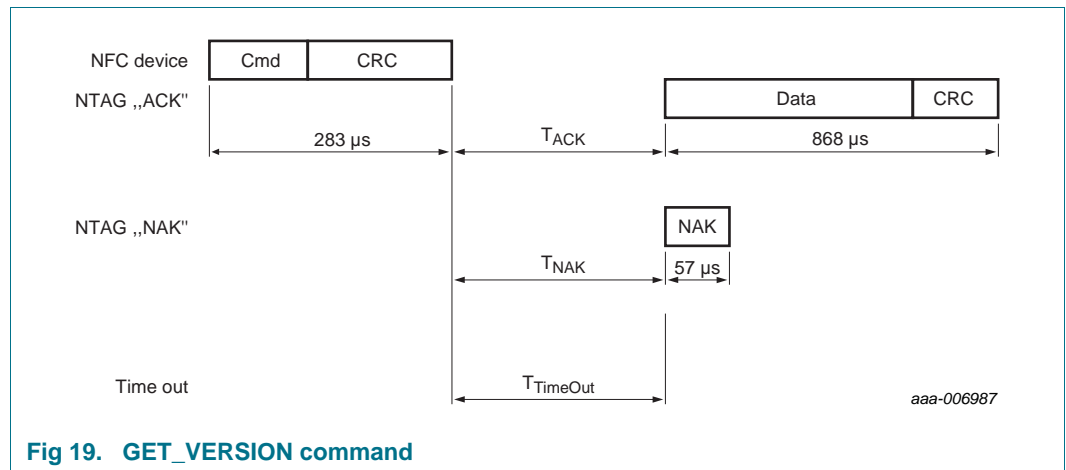 NFC device Cmd CRC
NTAG ,,ACK" Data CRC
283 µs TACK 868 µs
NTAG ,,NAK" NAK
TNAK 57 µs
Time out TTimeOut aaa-006987
Fig 19. GET_VERSION command